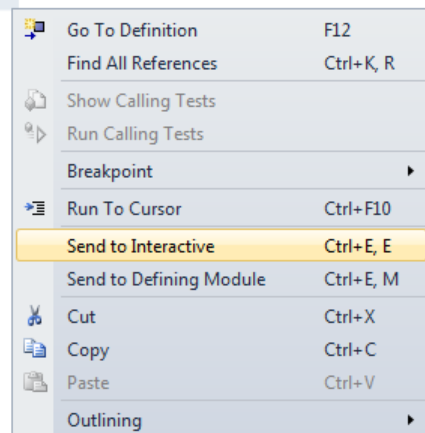 Go To Definition F12
Find All References Ctrl+K, R
Show Calling Tests
Run Calling Tests
Breakpoint
Run To Cursor Ctrl+F10
Send to Interactive Ctrl+E, E
Send to Defining Module Ctrl+E, M
Cut Ctrl+X
Copy Ctrl+C
Paste Ctrl+V
Outlining